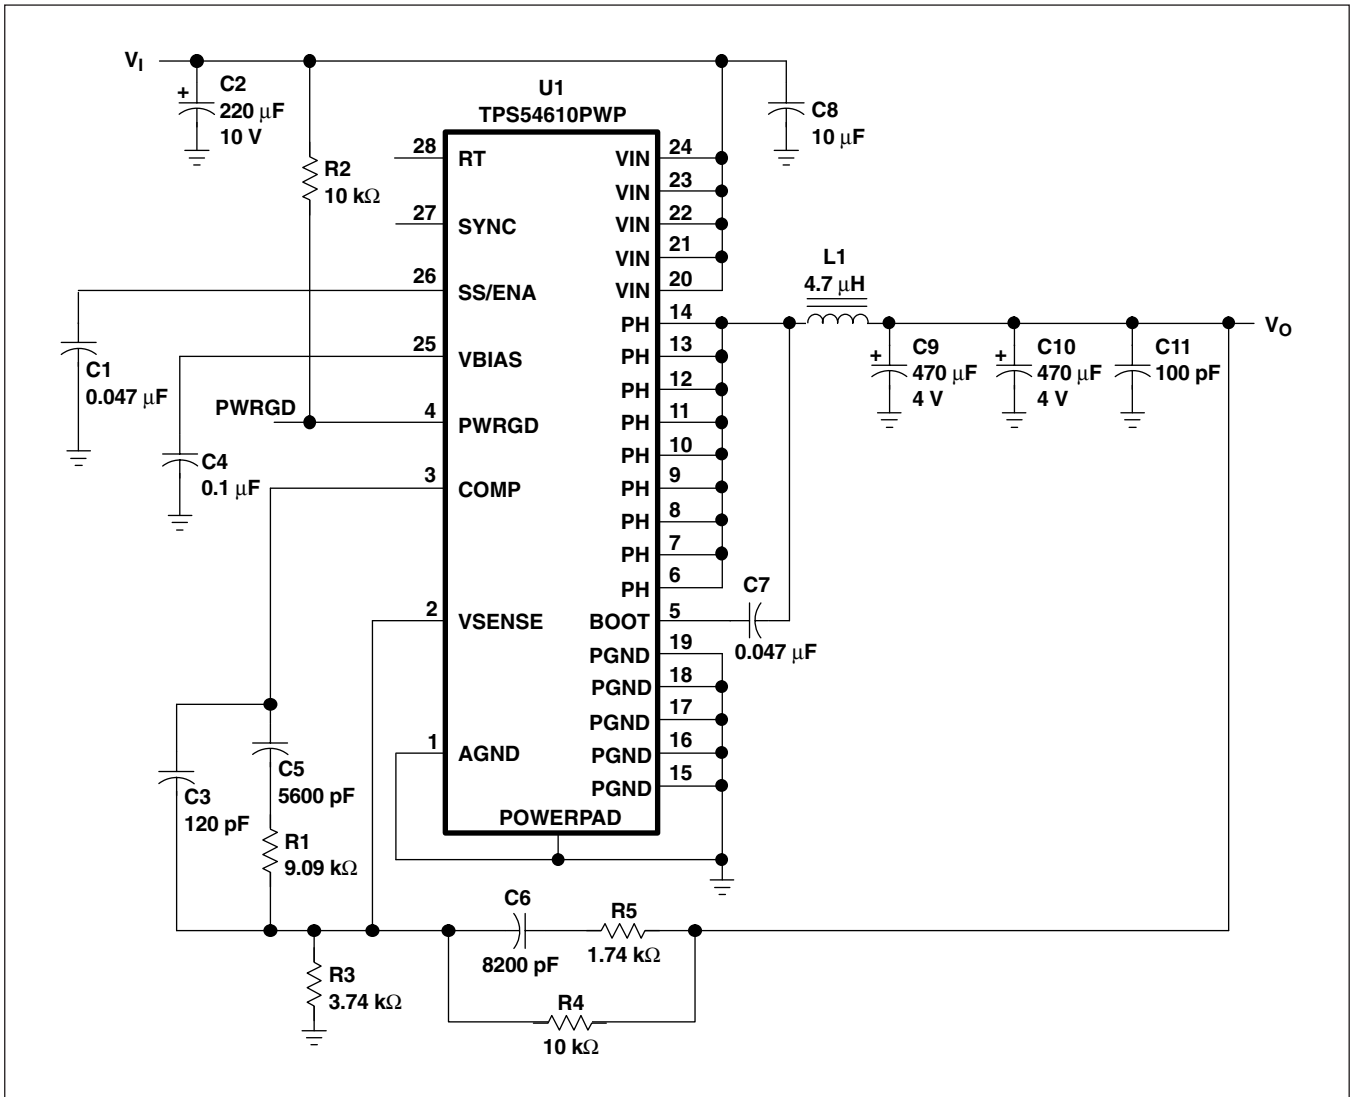 V_I
C2
+
220 μF
10 V
R2
10 kΩ
U1
TPS54610PWP
C8
10 μF
28
RT
27
SYNC
26
SS/ENA
25
VBIAS
4
PWRGD
3
COMP
2
VSENSE
1
AGND
VIN
24
VIN
23
VIN
22
VIN
21
VIN
20
PH
14
PH
13
PH
12
PH
11
PH
10
PH
9
PH
8
PH
7
PH
6
BOOT
5
PGND
19
PGND
18
PGND
17
PGND
16
PGND
15
POWERPAD
C1
0.047 μF
PWRGD
C4
0.1 μF
L1
4.7 μH
V_O
C9
+
470 μF
4 V
C10
+
470 μF
4 V
C11
100 pF
C7
0.047 μF
C5
5600 pF
C3
120 pF
R1
9.09 kΩ
C6
8200 pF
R5
1.74 kΩ
R3
3.74 kΩ
R4
10 kΩ